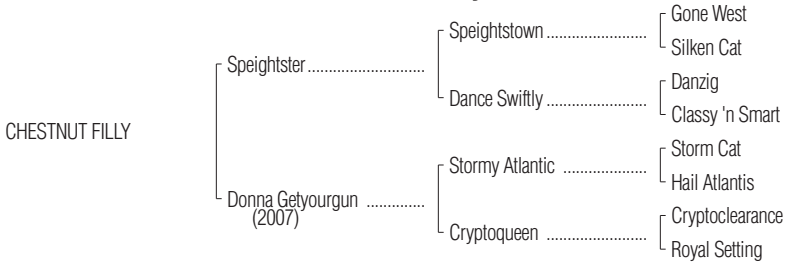 Gone West
Speightstown ........................
Silken Cat
Speightster ............................
Danzig
Dance Swiftly ........................
Classy 'n Smart
CHESTNUT FILLY
Storm Cat
Stormy Atlantic ....................
Hail Atlantis
Donna Getyourgun ..............
(2007)
Cryptoclearance
Cryptoqueen ........................
Royal Setting